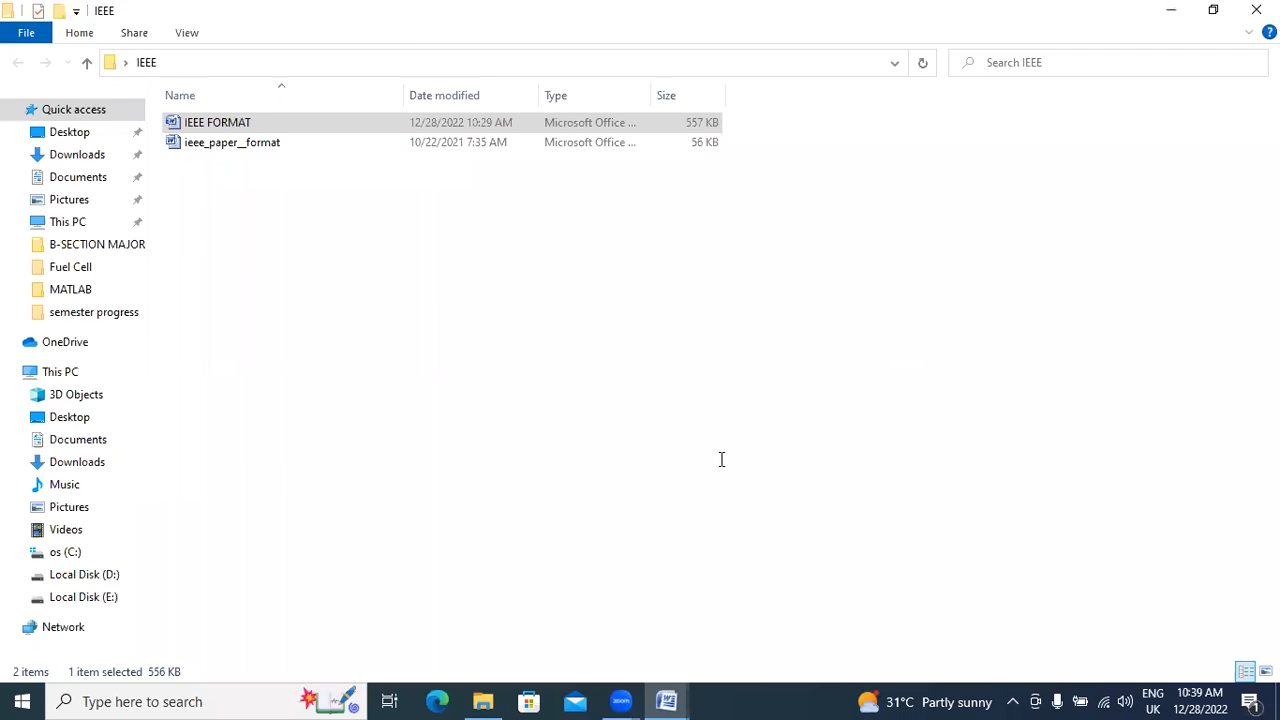 IEEE
File Home Share View
IEEE
Search IEEE
Name Date modified Type Size
IEEE FORMAT 12/28/2022 10:29 AM Microsoft Office ... 557 KB
ieee_paper__format 10/22/2021 7:35 AM Microsoft Office ... 56 KB
Quick access
Desktop
Downloads
Documents
Pictures
This PC
B-SECTION MAJOR
Fuel Cell
MATLAB
semester progress
OneDrive
This PC
3D Objects
Desktop
Documents
Downloads
Music
Pictures
Videos
os (C:)
Local Disk (D:)
Local Disk (E:)
Network
2 items 1 item selected 556 KB
Type here to search
zoom
31°C Partly sunny
ENG
UK
10:39 AM
12/28/2022
1